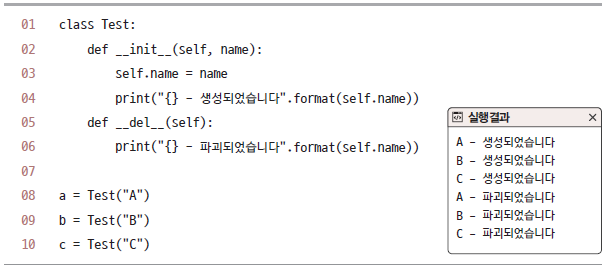 01 class Test:
02     def __init__(self, name):
03         self.name = name
04         print("{} – 생성되었습니다".format(self.name))
05     def __del__(self):
06         print("{} – 파괴되었습니다".format(self.name))
07
08 a = Test("A")
09 b = Test("B")
10 c = Test("C")
실행결과
A – 생성되었습니다
B – 생성되었습니다
C – 생성되었습니다
A – 파괴되었습니다
B – 파괴되었습니다
C – 파괴되었습니다